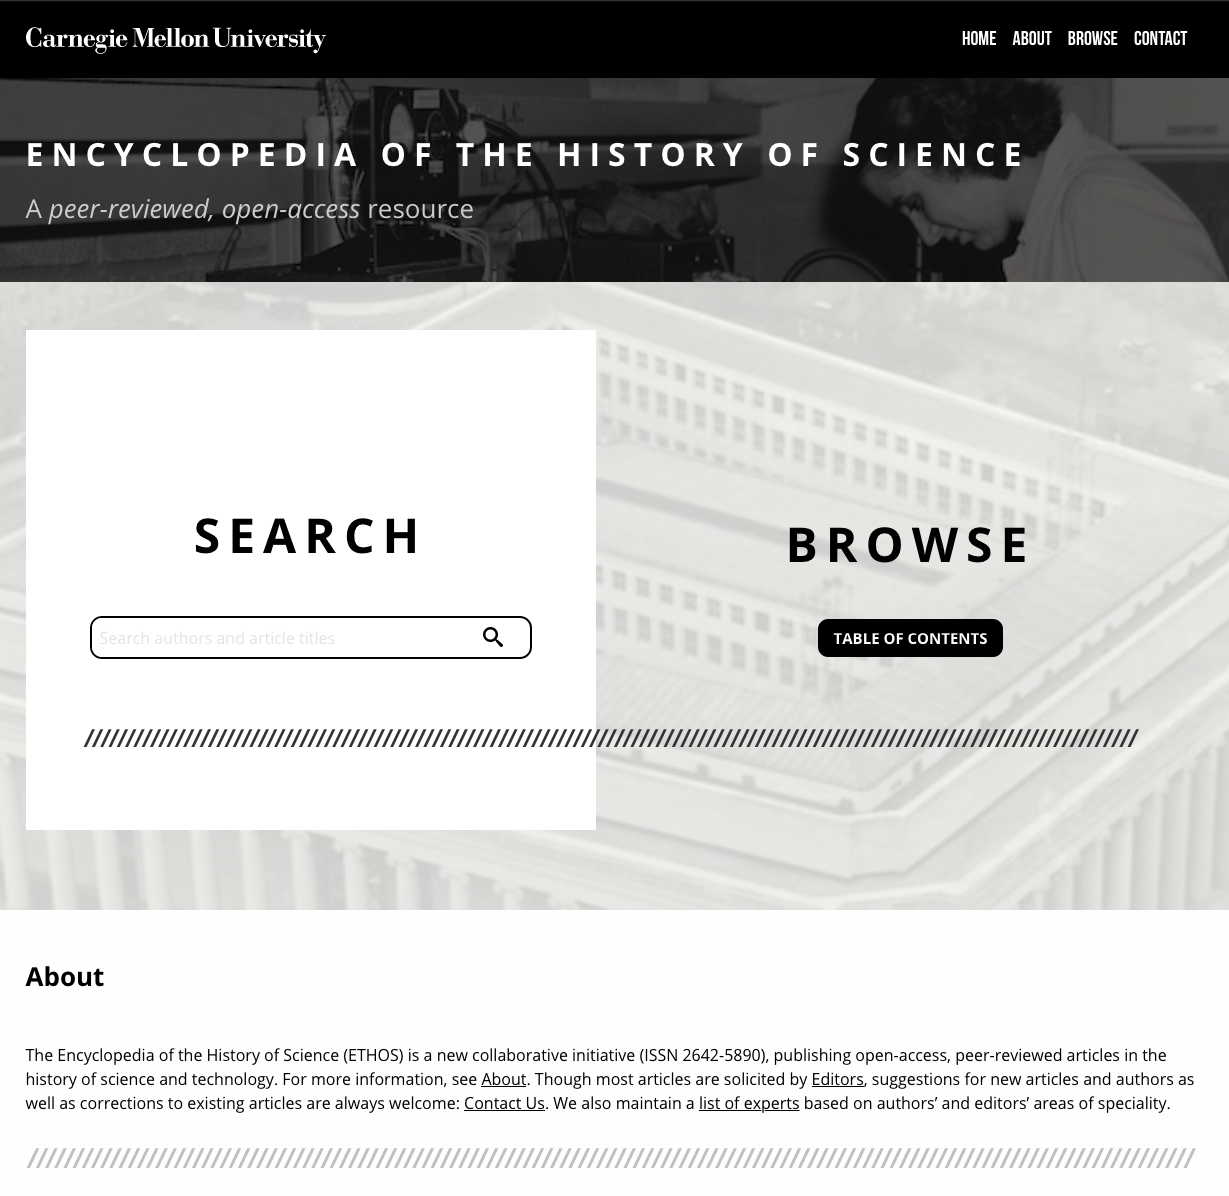 Carnegie Mellon University
HOME ABOUT BROWSE CONTACT
ENCYCLOPEDIA OF THE HISTORY OF SCIENCE
A peer-reviewed, open-access resource
SEARCH
Search authors and article titles
BROWSE
TABLE OF CONTENTS
About
The Encyclopedia of the History of Science (ETHOS) is a new collaborative initiative (ISSN 2642-5890), publishing open-access, peer-reviewed articles in the
history of science and technology. For more information, see About. Though most articles are solicited by Editors, suggestions for new articles and authors as
well as corrections to existing articles are always welcome: Contact Us. We also maintain a list of experts based on authors’ and editors’ areas of speciality.